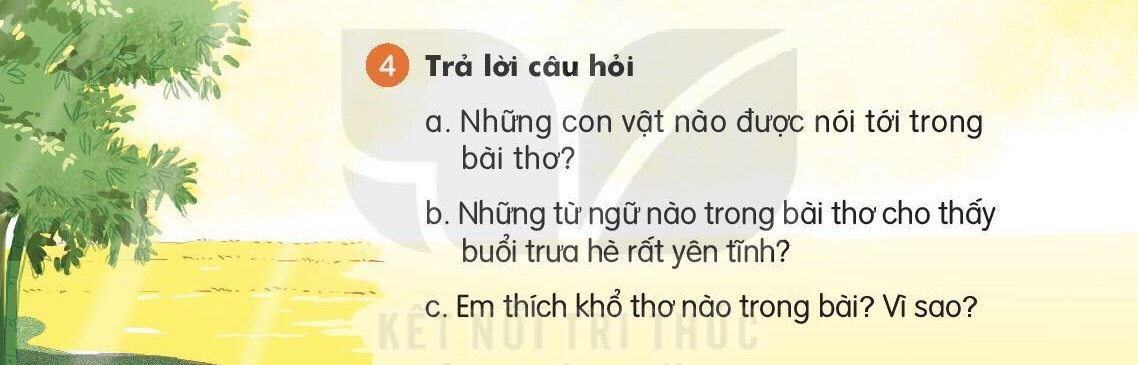 4 Trả lời câu hỏi
a. Những con vật nào được nói tới trong
bài thơ?
b. Những từ ngữ nào trong bài thơ cho thấy
buổi trưa hè rất yên tĩnh?
c. Em thích khổ thơ nào trong bài? Vì sao?
KẾT NỐI TRI THỨC